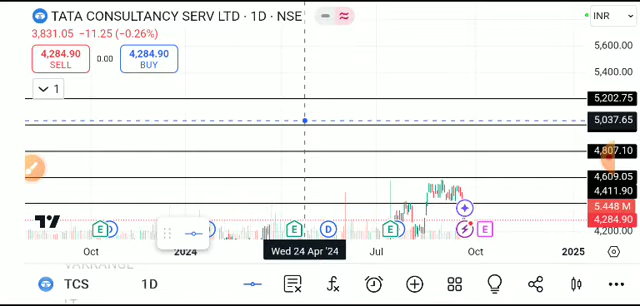 TATA CONSULTANCY SERV LTD · 1D · NSE
INR
3,831.05 −11.25 (−0.26%)
4,284.90
SELL
0.00
4,284.90
BUY
1
5,600.00
5,400.00
5,202.75
5,037.65
4,807.10
4,609.05
4,411.90
5.448 M
4,284.90
4,200.00
E
D
E
D
E
E
Oct
2024
Wed 24 Apr '24
Jul
Oct
2025
TCS
1D